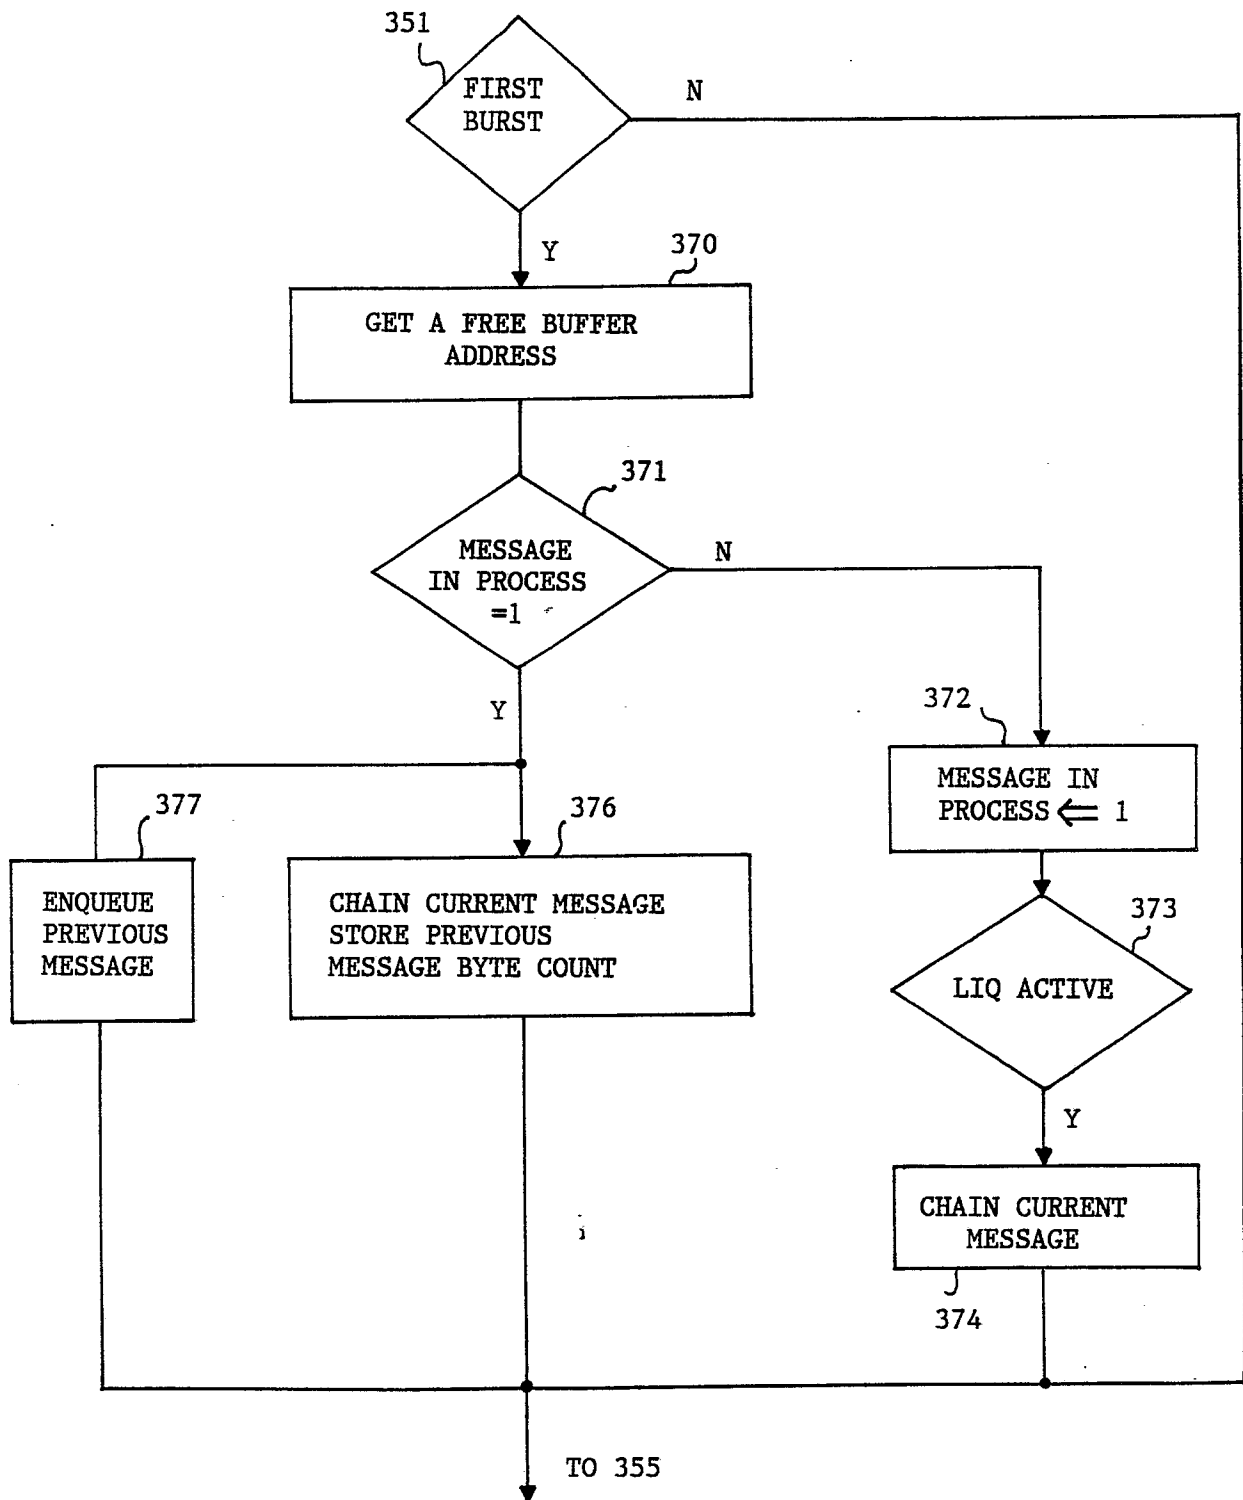 351
FIRST
BURST
N
Y
370
GET A FREE BUFFER
ADDRESS
371
MESSAGE
IN PROCESS
=1
N
Y
372
MESSAGE IN
PROCESS ⇐ 1
377
376
ENQUEUE
PREVIOUS
MESSAGE
CHAIN CURRENT MESSAGE
STORE PREVIOUS
MESSAGE BYTE COUNT
373
LIQ ACTIVE
Y
CHAIN CURRENT
MESSAGE
374
TO 355